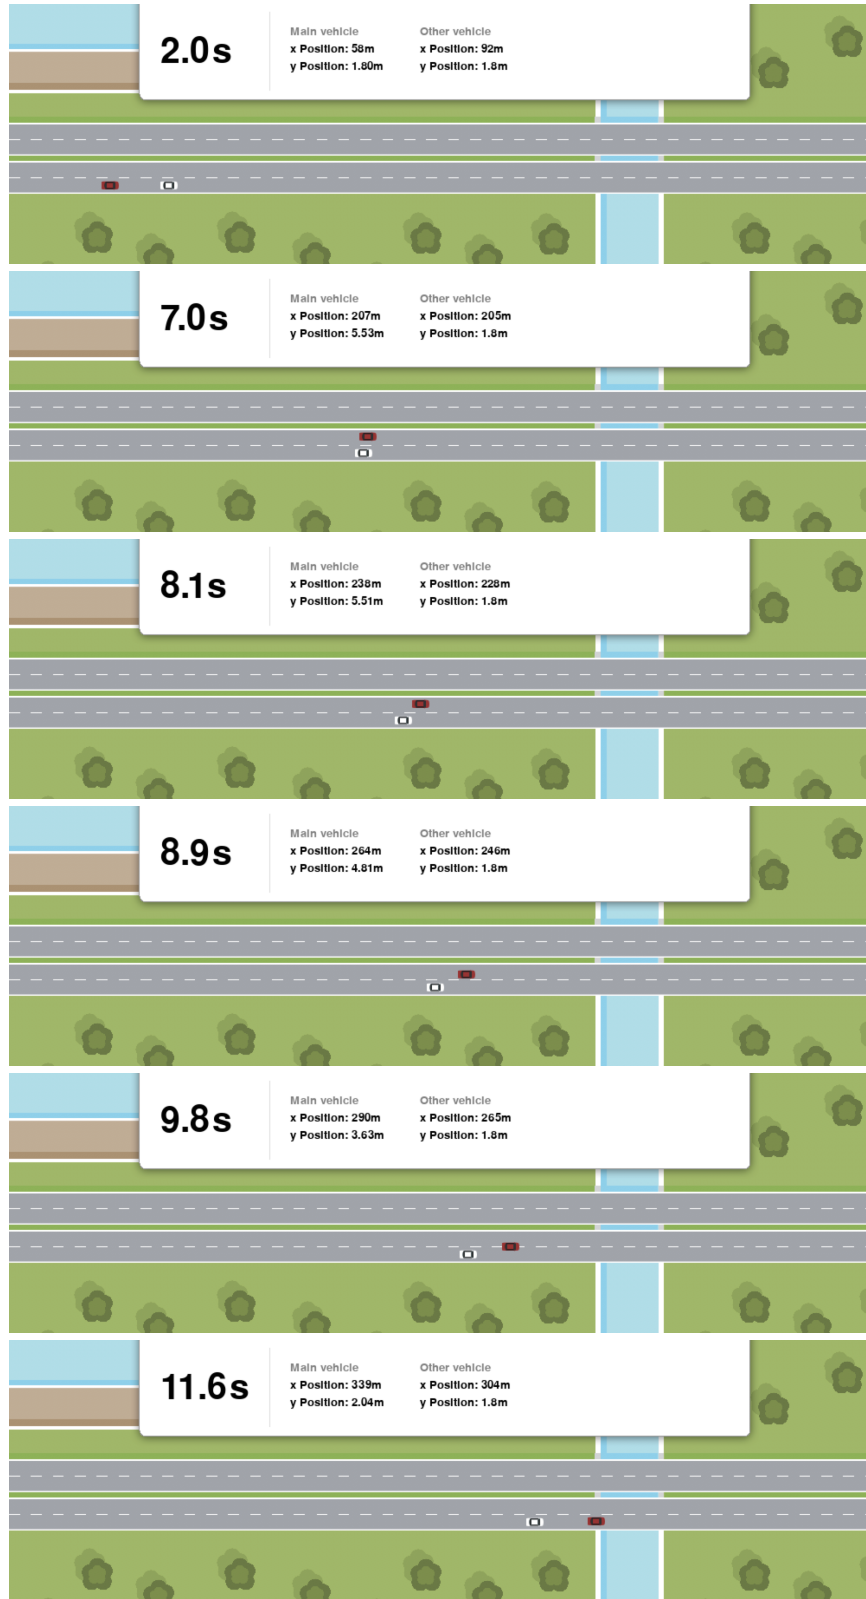 2.0s
Main vehicle
x Position: 58m
y Position: 1.80m
Other vehicle
x Position: 92m
y Position: 1.8m
7.0s
Main vehicle
x Position: 207m
y Position: 5.53m
Other vehicle
x Position: 205m
y Position: 1.8m
8.1s
Main vehicle
x Position: 238m
y Position: 5.51m
Other vehicle
x Position: 228m
y Position: 1.8m
8.9s
Main vehicle
x Position: 264m
y Position: 4.81m
Other vehicle
x Position: 246m
y Position: 1.8m
9.8s
Main vehicle
x Position: 290m
y Position: 3.63m
Other vehicle
x Position: 265m
y Position: 1.8m
11.6s
Main vehicle
x Position: 339m
y Position: 2.04m
Other vehicle
x Position: 304m
y Position: 1.8m